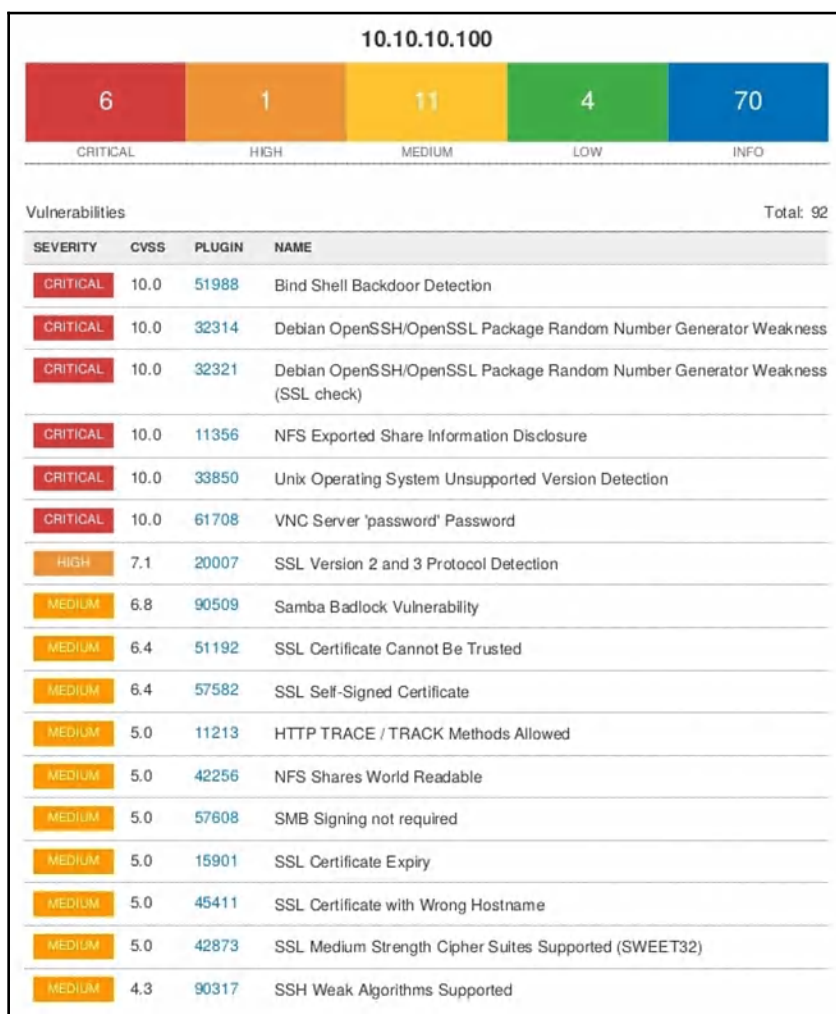 10.10.10.100
6 1 11 4 70
CRITICAL HIGH MEDIUM LOW INFO
Vulnerabilities Total: 92
SEVERITY CVSS PLUGIN NAME
CRITICAL 10.0 51988 Bind Shell Backdoor Detection
CRITICAL 10.0 32314 Debian OpenSSH/OpenSSL Package Random Number Generator Weakness
CRITICAL 10.0 32321 Debian OpenSSH/OpenSSL Package Random Number Generator Weakness
(SSL check)
CRITICAL 10.0 11356 NFS Exported Share Information Disclosure
CRITICAL 10.0 33850 Unix Operating System Unsupported Version Detection
CRITICAL 10.0 61708 VNC Server 'password' Password
HIGH 7.1 20007 SSL Version 2 and 3 Protocol Detection
MEDIUM 6.8 90509 Samba Badlock Vulnerability
MEDIUM 6.4 51192 SSL Certificate Cannot Be Trusted
MEDIUM 6.4 57582 SSL Self-Signed Certificate
MEDIUM 5.0 11213 HTTP TRACE / TRACK Methods Allowed
MEDIUM 5.0 42256 NFS Shares World Readable
MEDIUM 5.0 57608 SMB Signing not required
MEDIUM 5.0 15901 SSL Certificate Expiry
MEDIUM 5.0 45411 SSL Certificate with Wrong Hostname
MEDIUM 5.0 42873 SSL Medium Strength Cipher Suites Supported (SWEET32)
MEDIUM 4.3 90317 SSH Weak Algorithms Supported